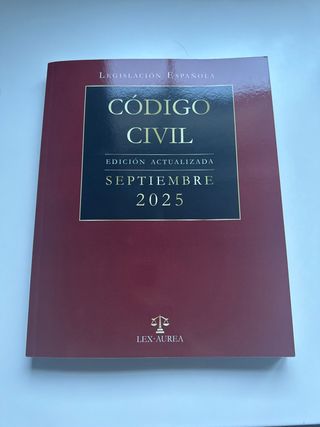 LEGISLACIÓN ESPAÑOLA
CÓDIGO
CIVIL
EDICIÓN ACTUALIZADA
SEPTIEMBRE
2025
LEX·AUREA